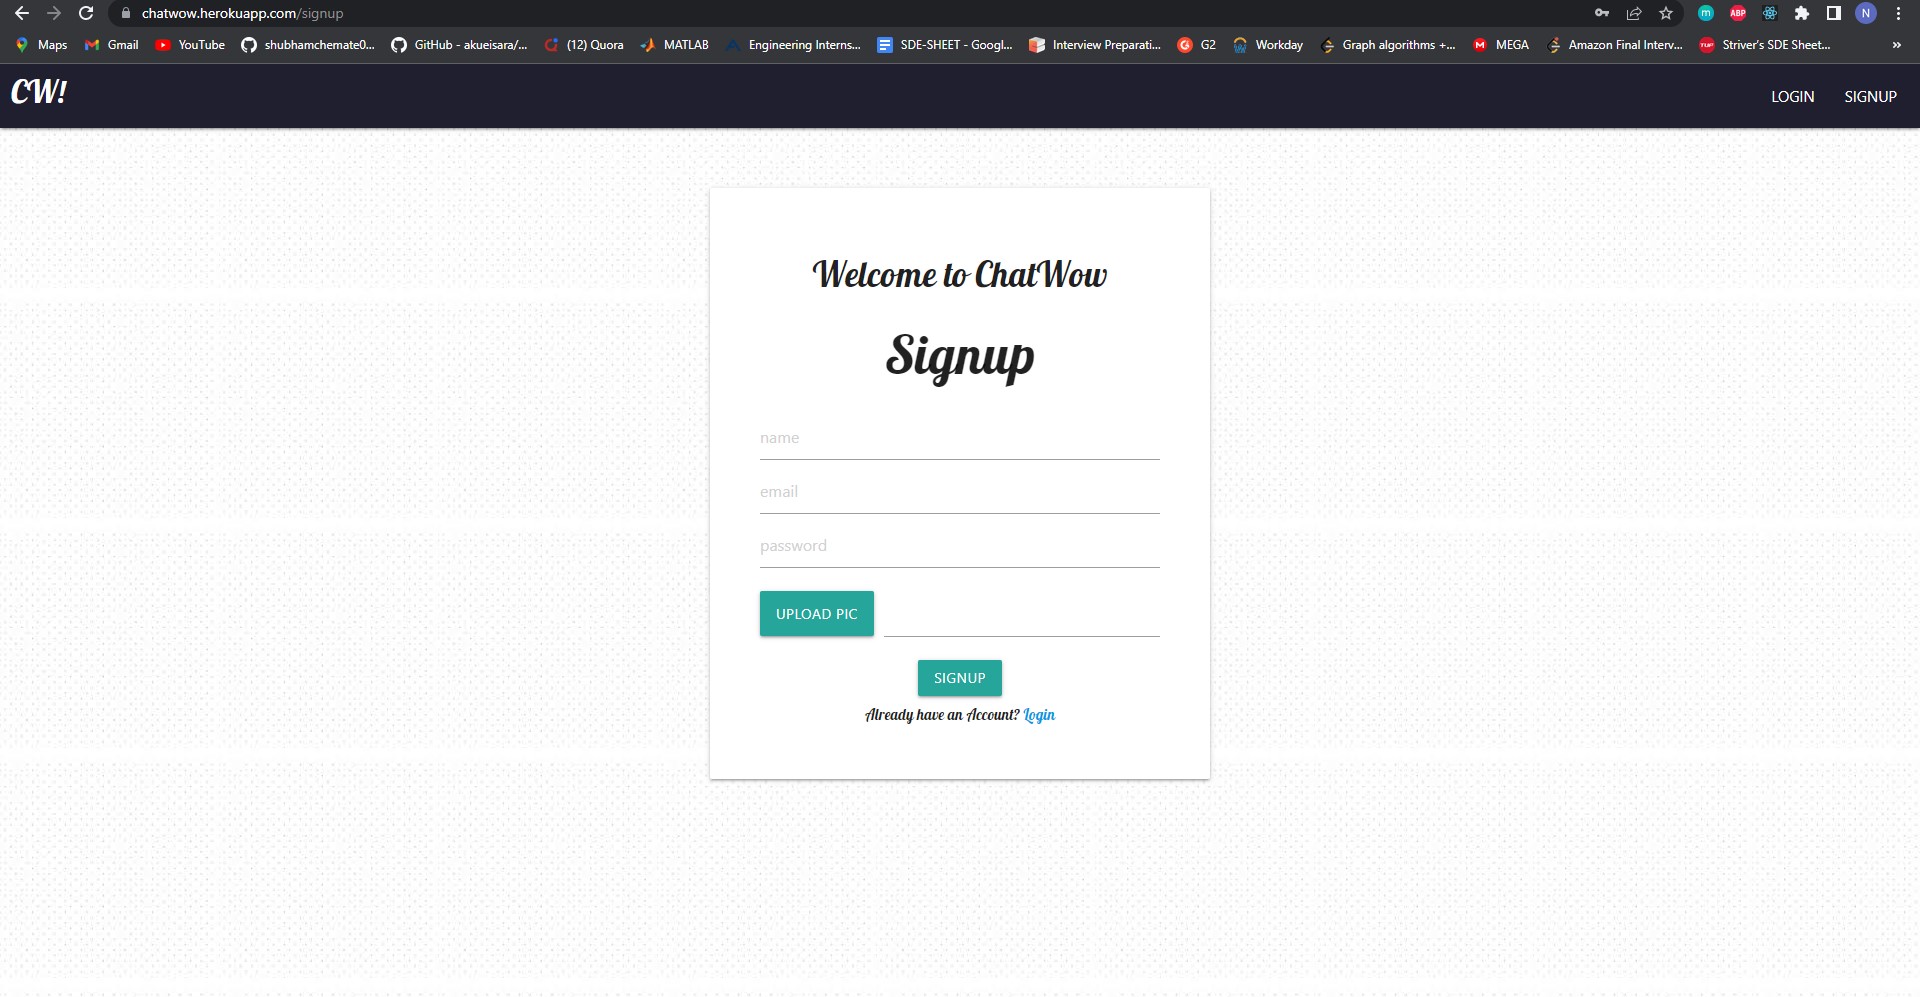 chatwow.herokuapp.com/signup
m ABP N
Maps Gmail YouTube shubhamchemate0... GitHub - akueisara/... (12) Quora MATLAB Engineering Interns... SDE-SHEET - Googl... Interview Preparati... G2 Workday Graph algorithms +... M MEGA Amazon Final Interv... TUF Striver's SDE Sheet... »
CW! LOGIN SIGNUP
Welcome to ChatWow
Signup
name
email
password
UPLOAD PIC
SIGNUP
Already have an Account? Login